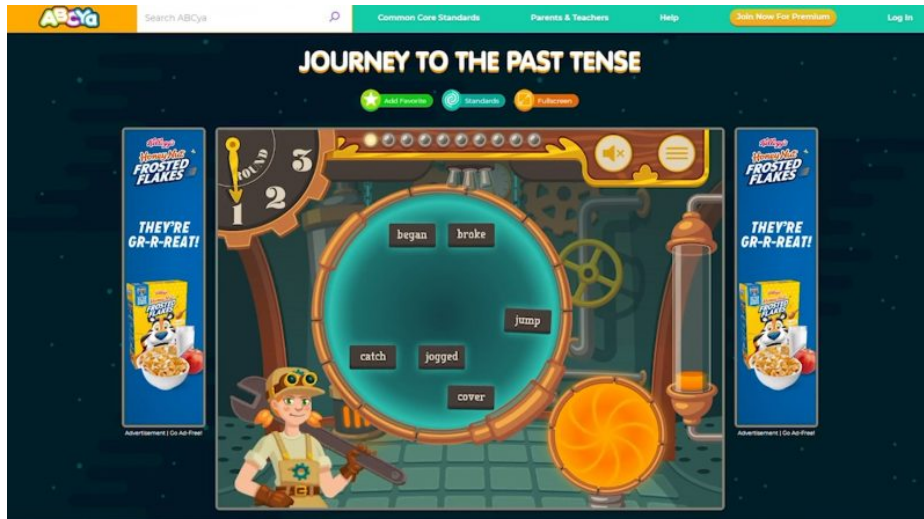 ABCYa
Search ABCya
Common Core Standards
Parents & Teachers
Help
Join Now For Premium
Log In
JOURNEY TO THE PAST TENSE
Add Favorite
Standards
Fullscreen
Kellogg's
Honey Nut
FROSTED
FLAKES
THEY'RE
GR-R-REAT!
Advertisement | Go Ad-Free!
ROUND
1
2
3
began
broke
jump
catch
jogged
cover
Kellogg's
Honey Nut
FROSTED
FLAKES
THEY'RE
GR-R-REAT!
Advertisement | Go Ad-Free!